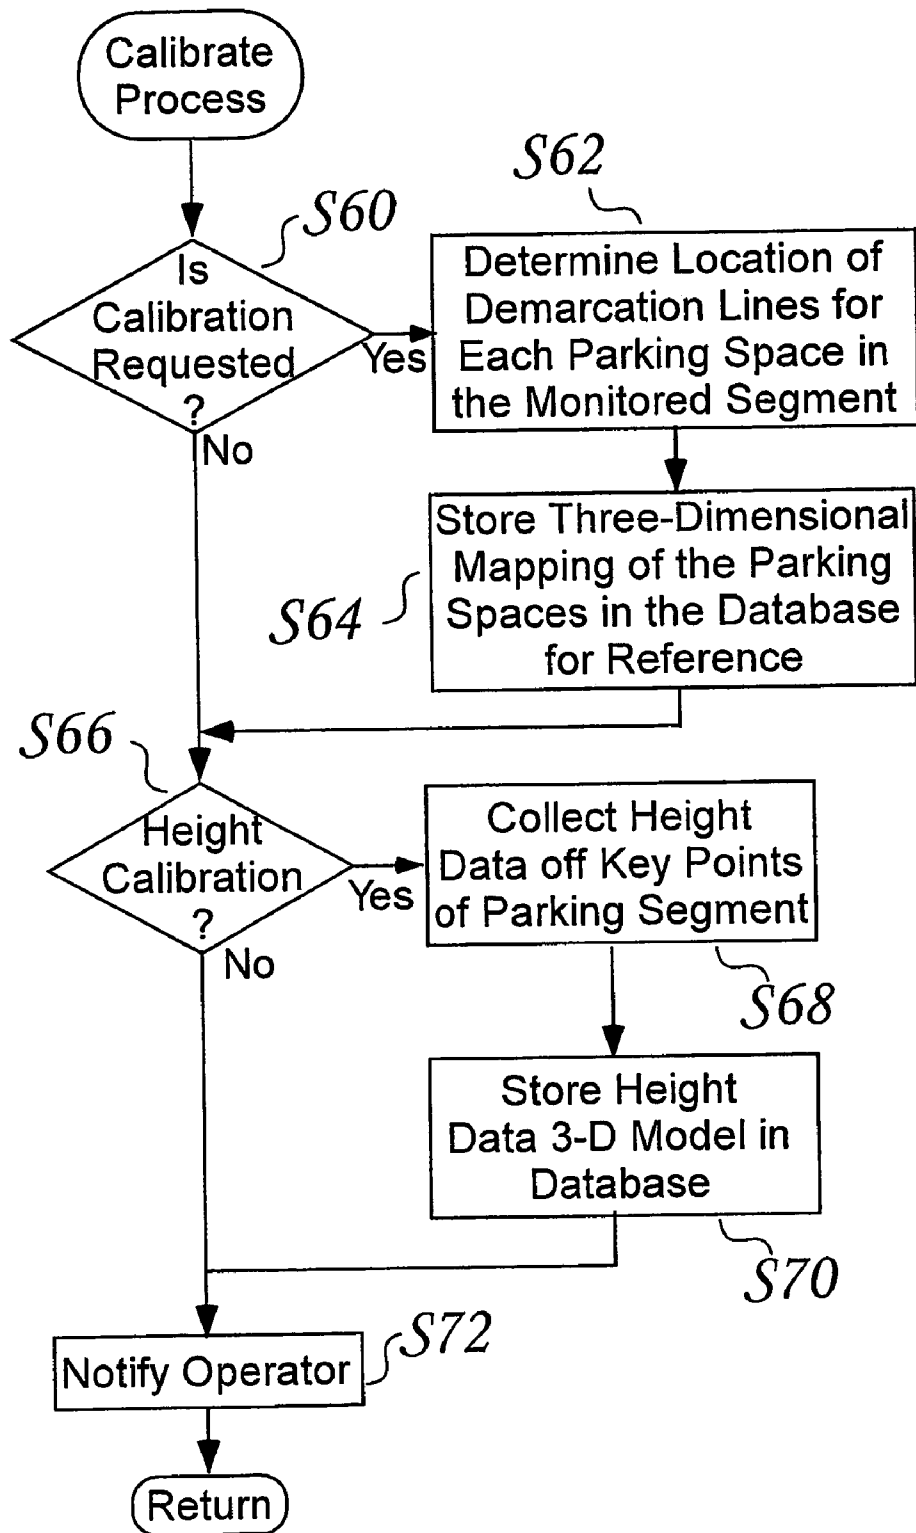 Calibrate
Process
S60
Is
Calibration
Requested
?
Yes
No
S62
Determine Location of
Demarcation Lines for
Each Parking Space in
the Monitored Segment
S64
Store Three-Dimensional
Mapping of the Parking
Spaces in the Database
for Reference
S66
Height
Calibration
?
Yes
No
Collect Height
Data off Key Points
of Parking Segment
S68
Store Height
Data 3-D Model in
Database
S70
S72
Notify Operator
Return